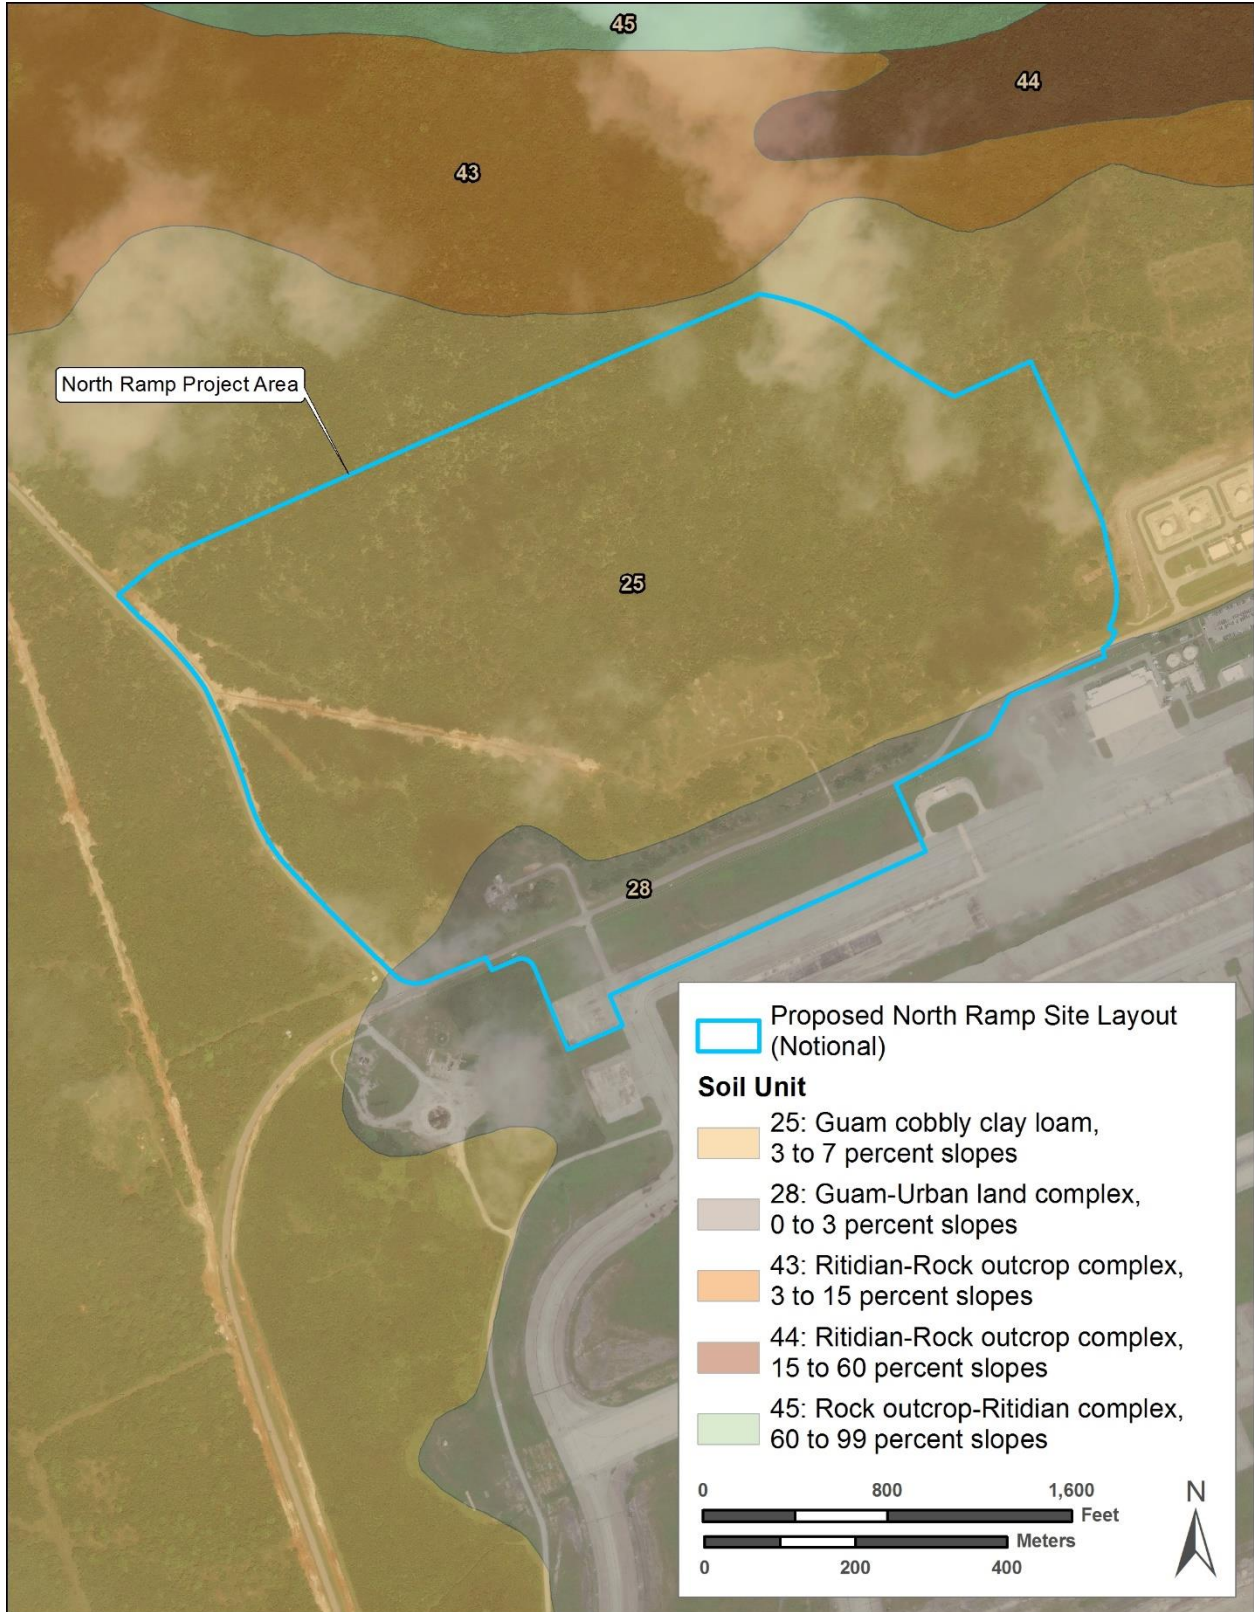 45
44
43
North Ramp Project Area
25
28
Proposed North Ramp Site Layout
(Notional)
Soil Unit
25: Guam cobbly clay loam,
3 to 7 percent slopes
28: Guam-Urban land complex,
0 to 3 percent slopes
43: Ritidian-Rock outcrop complex,
3 to 15 percent slopes
44: Ritidian-Rock outcrop complex,
15 to 60 percent slopes
45: Rock outcrop-Ritidian complex,
60 to 99 percent slopes
0 800 1,600
Feet
Meters
0 200 400
N